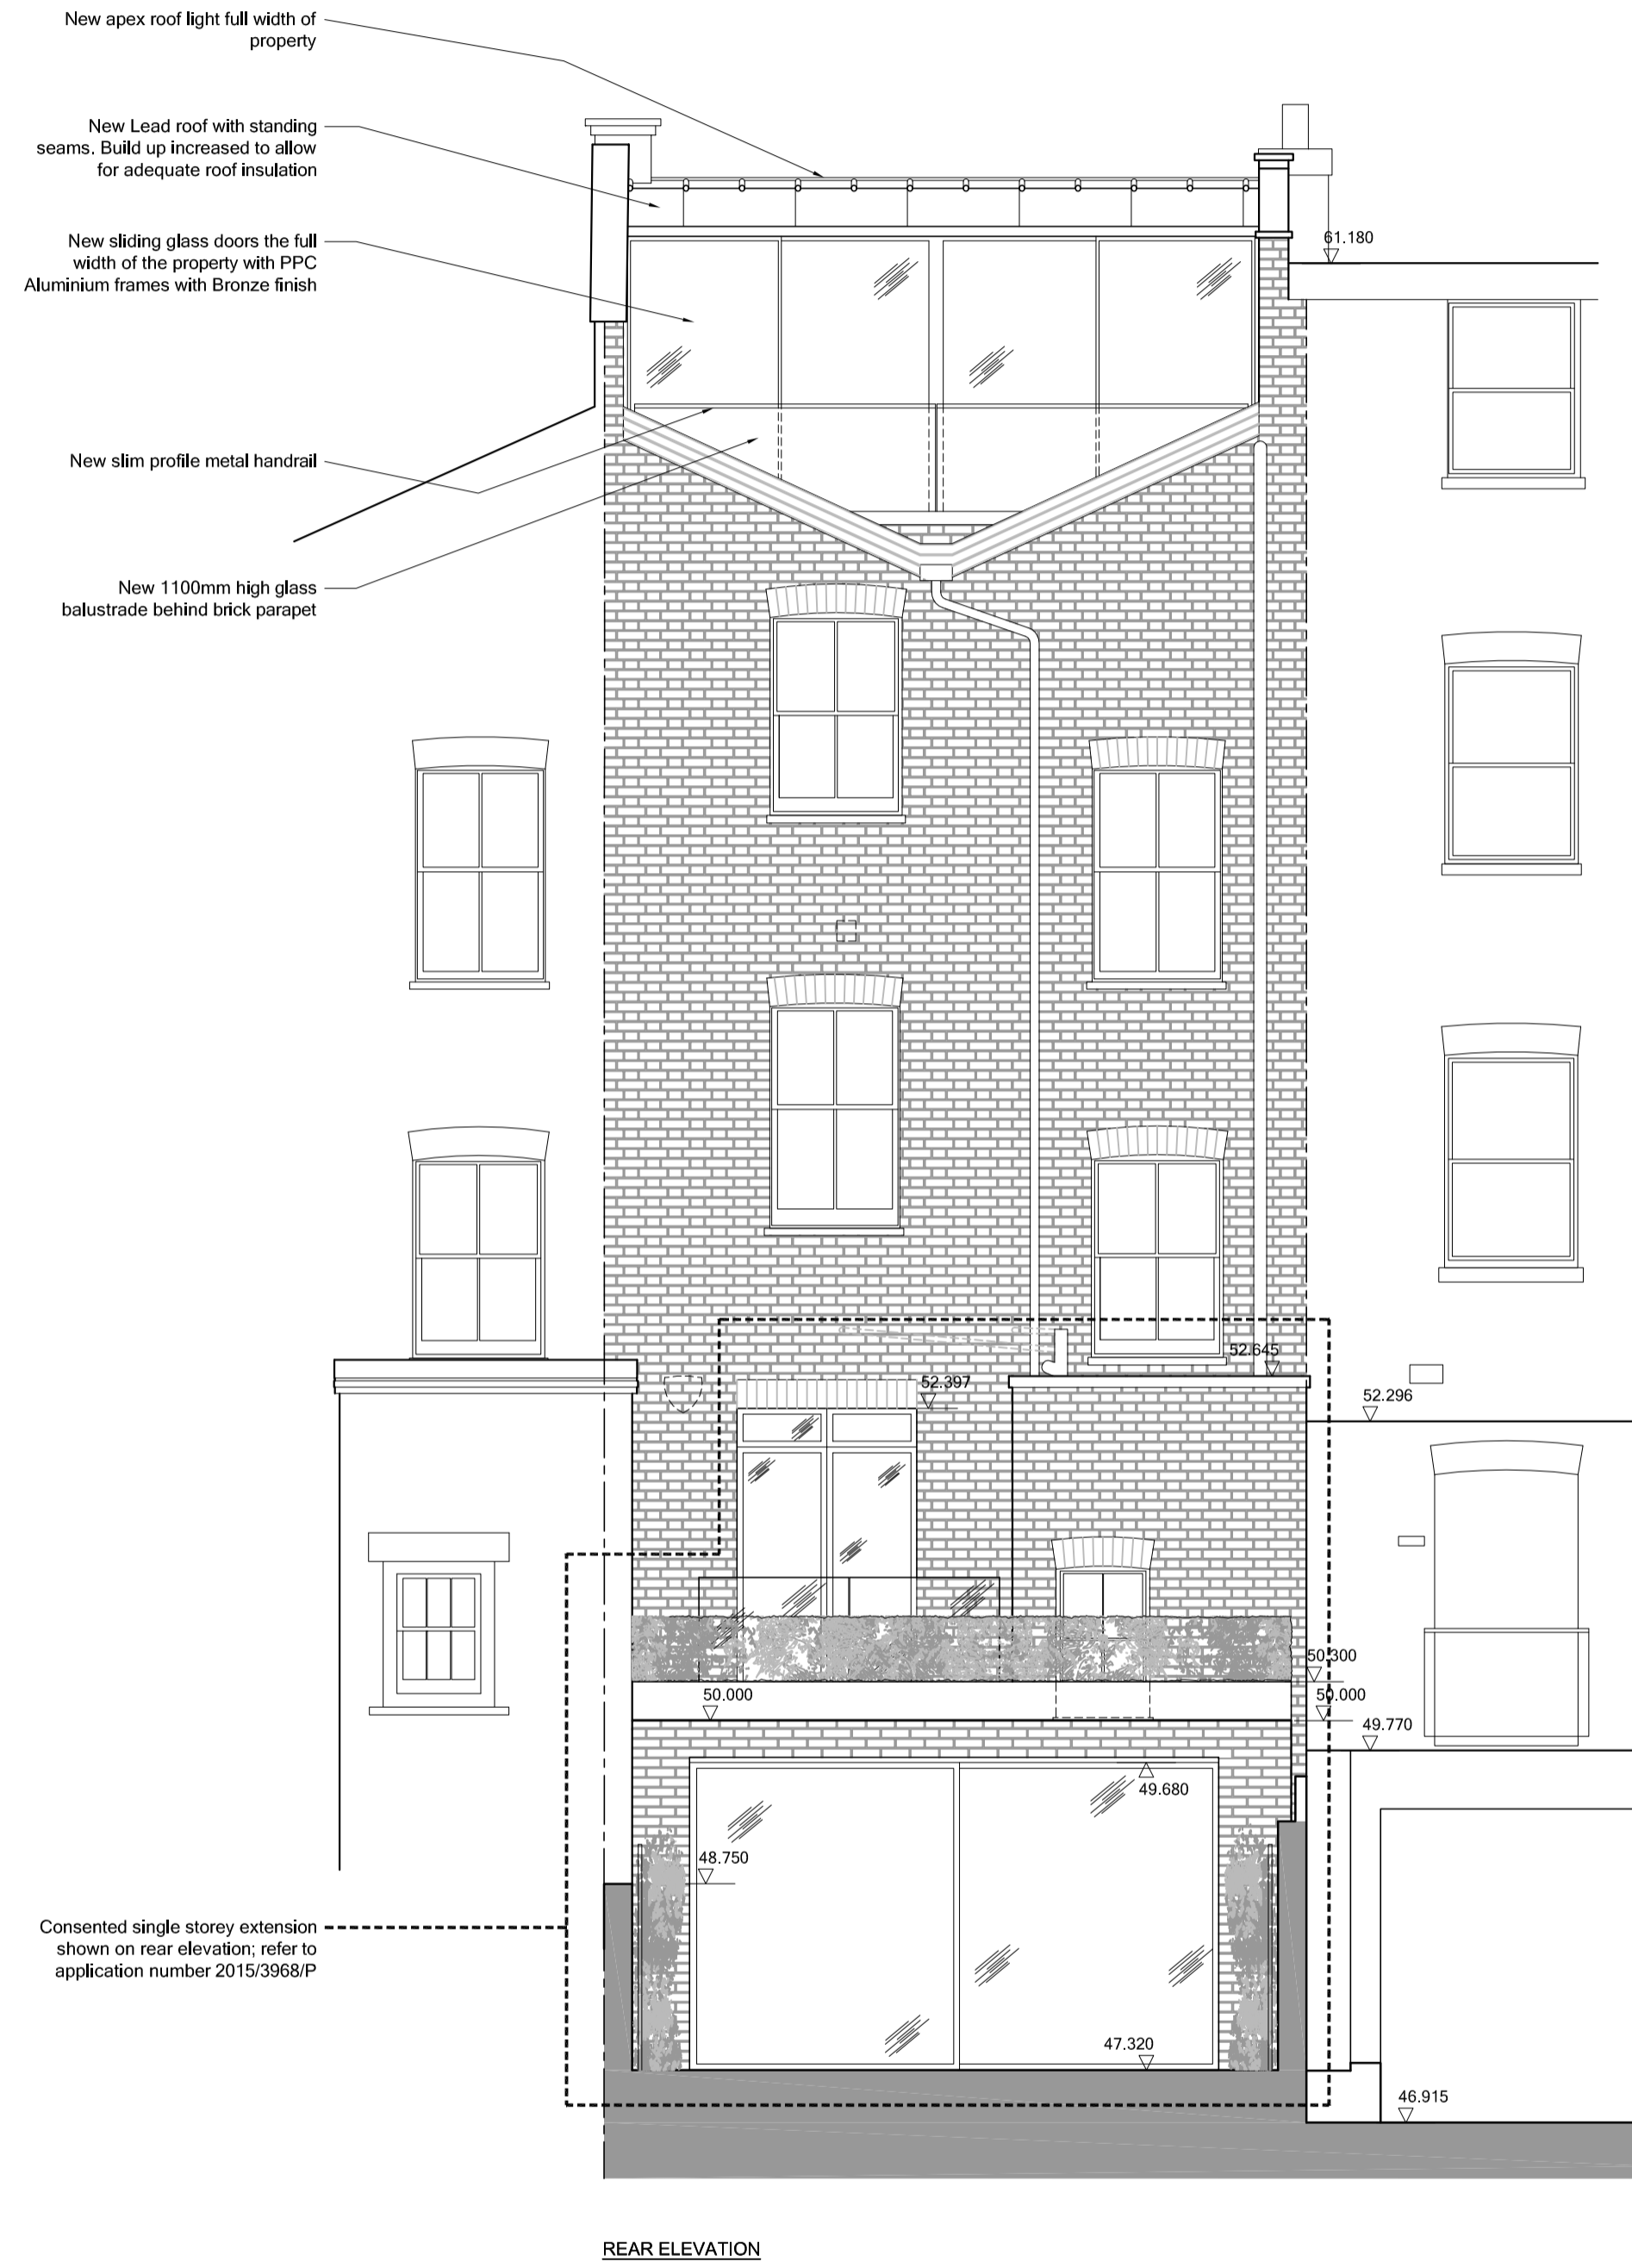 New apex roof light full width of
property
New Lead roof with standing
seams. Build up increased to allow
for adequate roof insulation
New sliding glass doors the full
width of the property with PPC
Aluminium frames with Bronze finish
61.180
New slim profile metal handrail
New 1100mm high glass
balustrade behind brick parapet
52.645
52.397
52.296
50.300
50.000
50.000
49.770
49.680
48.750
Consented single storey extension
shown on rear elevation; refer to
application number 2015/3968/P
47.320
46.915
REAR ELEVATION